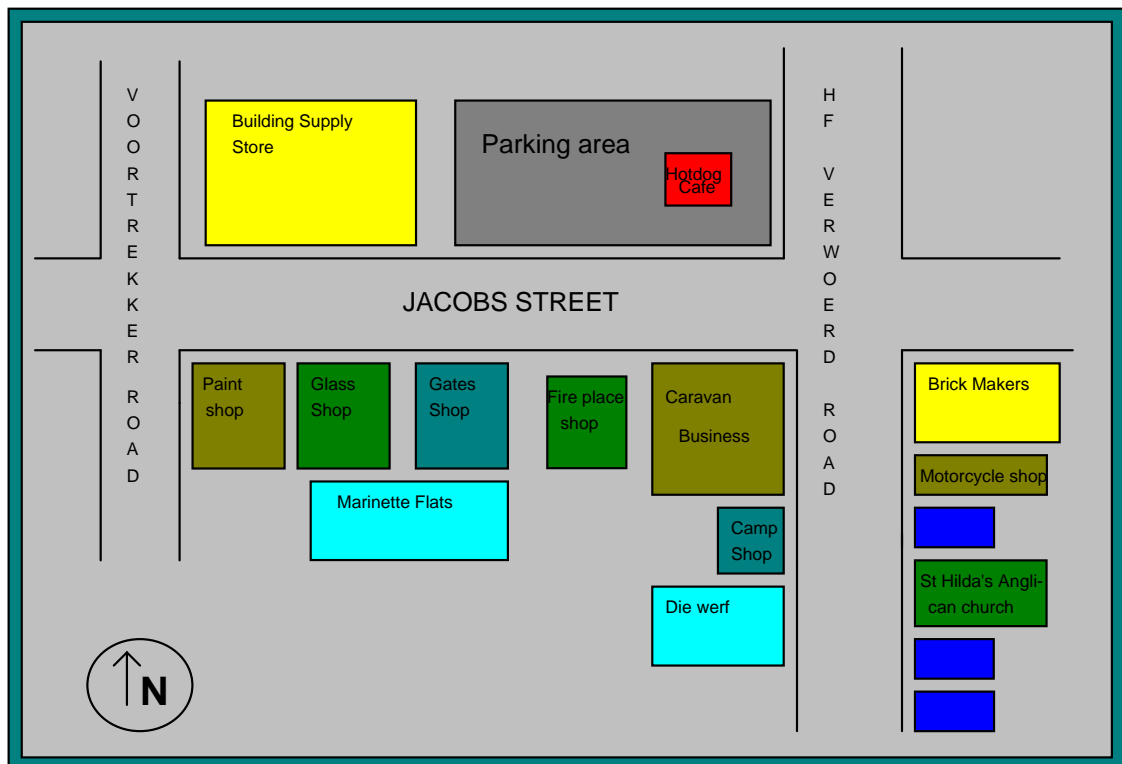 VOORTREKKER ROAD
Building Supply
Store
Parking area
Hotdog
Cafe
HF VERWOERD ROAD
JACOBS STREET
Paint
shop
Glass
Shop
Gates
Shop
Fire place
shop
Caravan
Business
Brick Makers
Motorcycle shop
Marinette Flats
Camp
Shop
St Hilda's Angli-
can church
Die werf
N